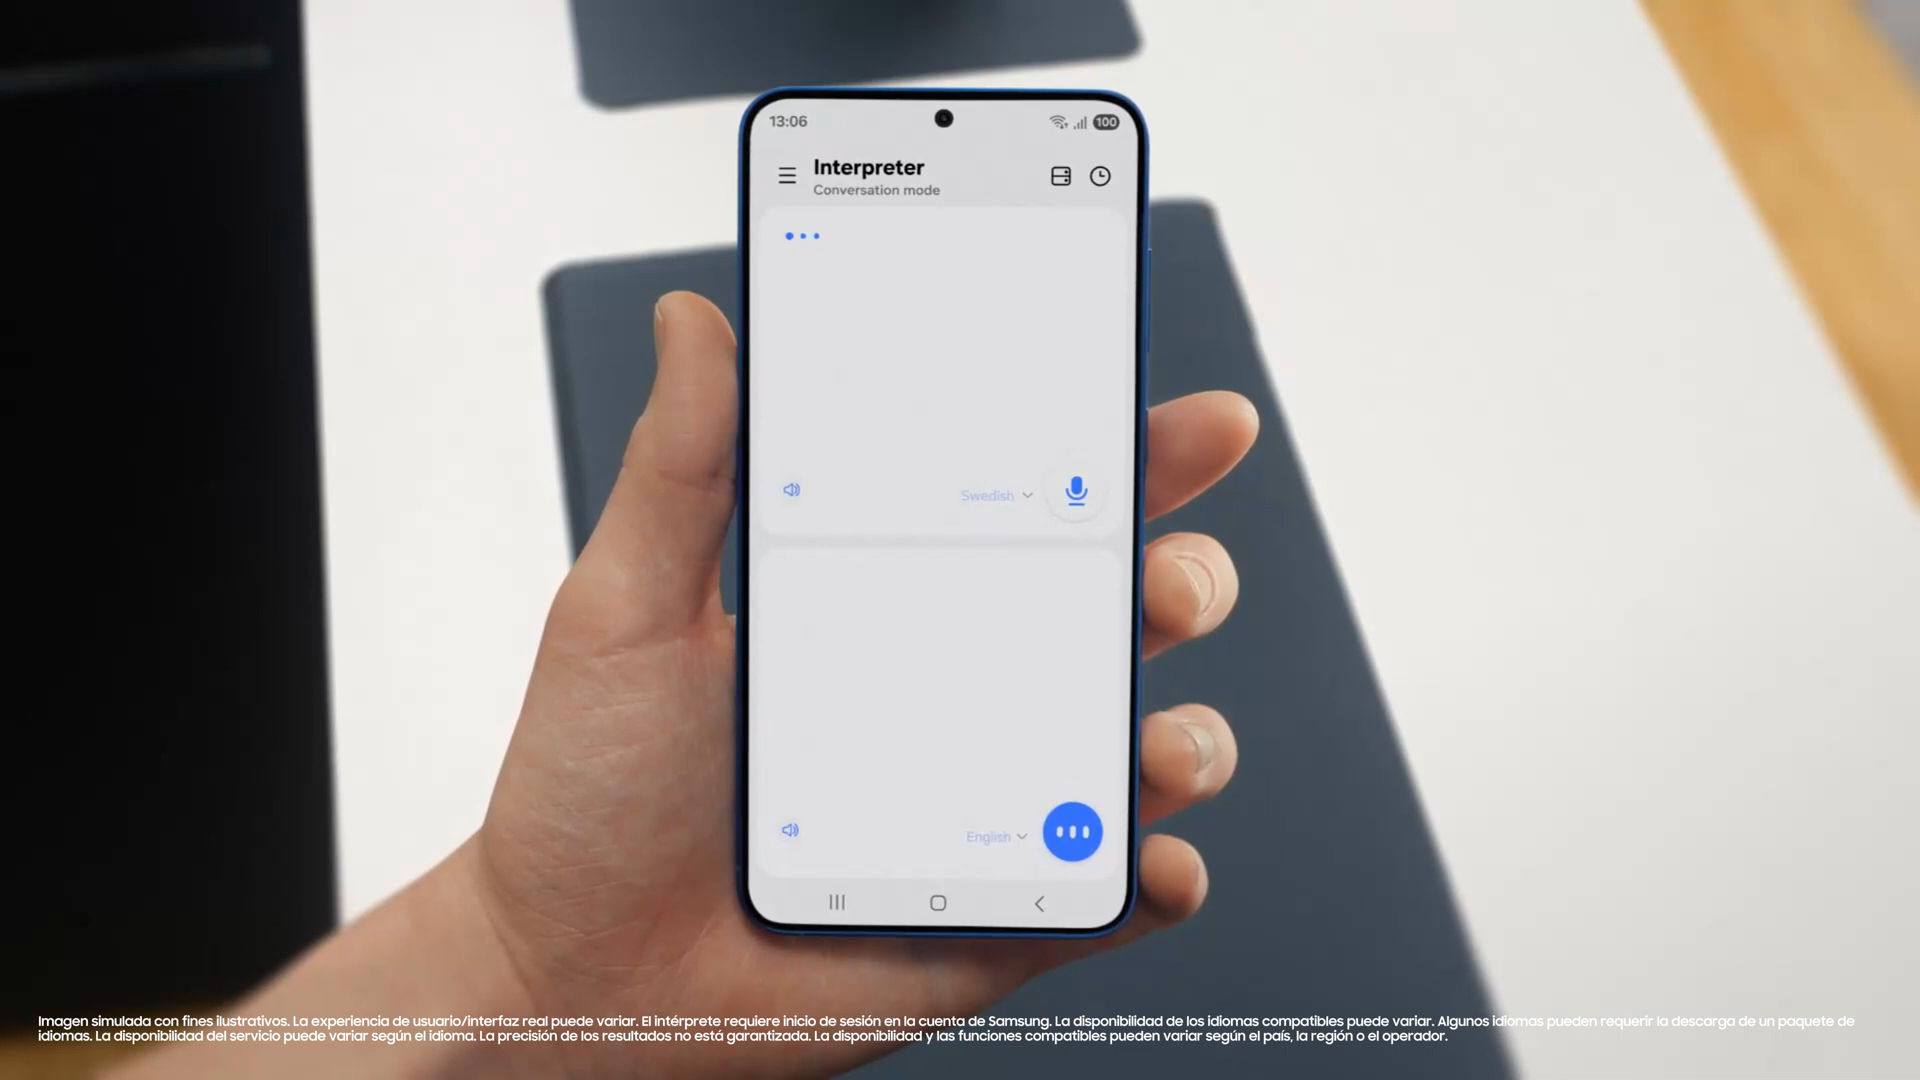 13:06
100
Interpreter
Conversation mode
Swedish
English
Imagen simulada con fines ilustrativos. La experiencia de usuario/interfaz real puede variar. El intérprete requiere inicio de sesión en la cuenta de Samsung. La disponibilidad de los idiomas compatibles puede variar. Algunos idiomas pueden requerir la descarga de un paquete de
idiomas. La disponibilidad del servicio puede variar según el idioma. La precisión de los resultados no está garantizada. La disponibilidad y las funciones compatibles pueden variar según el país, la región o el operador.